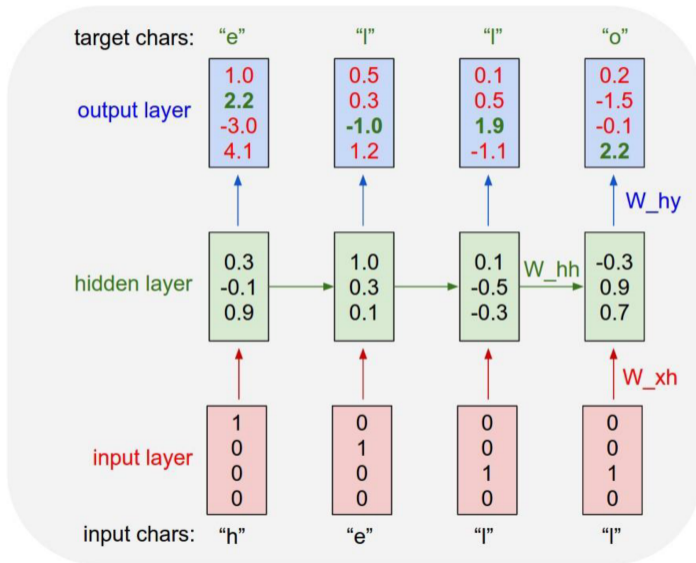 target chars: “e” “l” “l” “o”
1.0 0.5 0.1 0.2
2.2 0.3 0.5 -1.5
output layer
-3.0 -1.0 1.9 -0.1
4.1 1.2 -1.1 2.2
W_hy
0.3 1.0 0.1 -0.3
W_hh
hidden layer -0.1 0.3 -0.5 0.9
0.9 0.1 -0.3 0.7
W_xh
1 0 0 0
0 1 0 0
input layer
0 0 1 1
0 0 0 0
input chars: “h” “e” “l” “l”